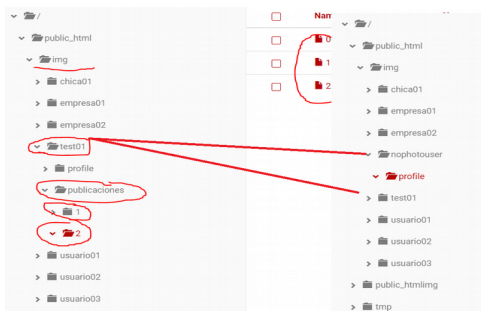 /
public_html
img
chica01
empresa01
empresa02
test01
profile
publicaciones
1
2
usuario01
usuario02
usuario03
Nam
0
1
2
/
public_html
img
chica01
empresa01
empresa02
nophotouser
profile
test01
usuario01
usuario02
usuario03
public_htmlimg
tmp